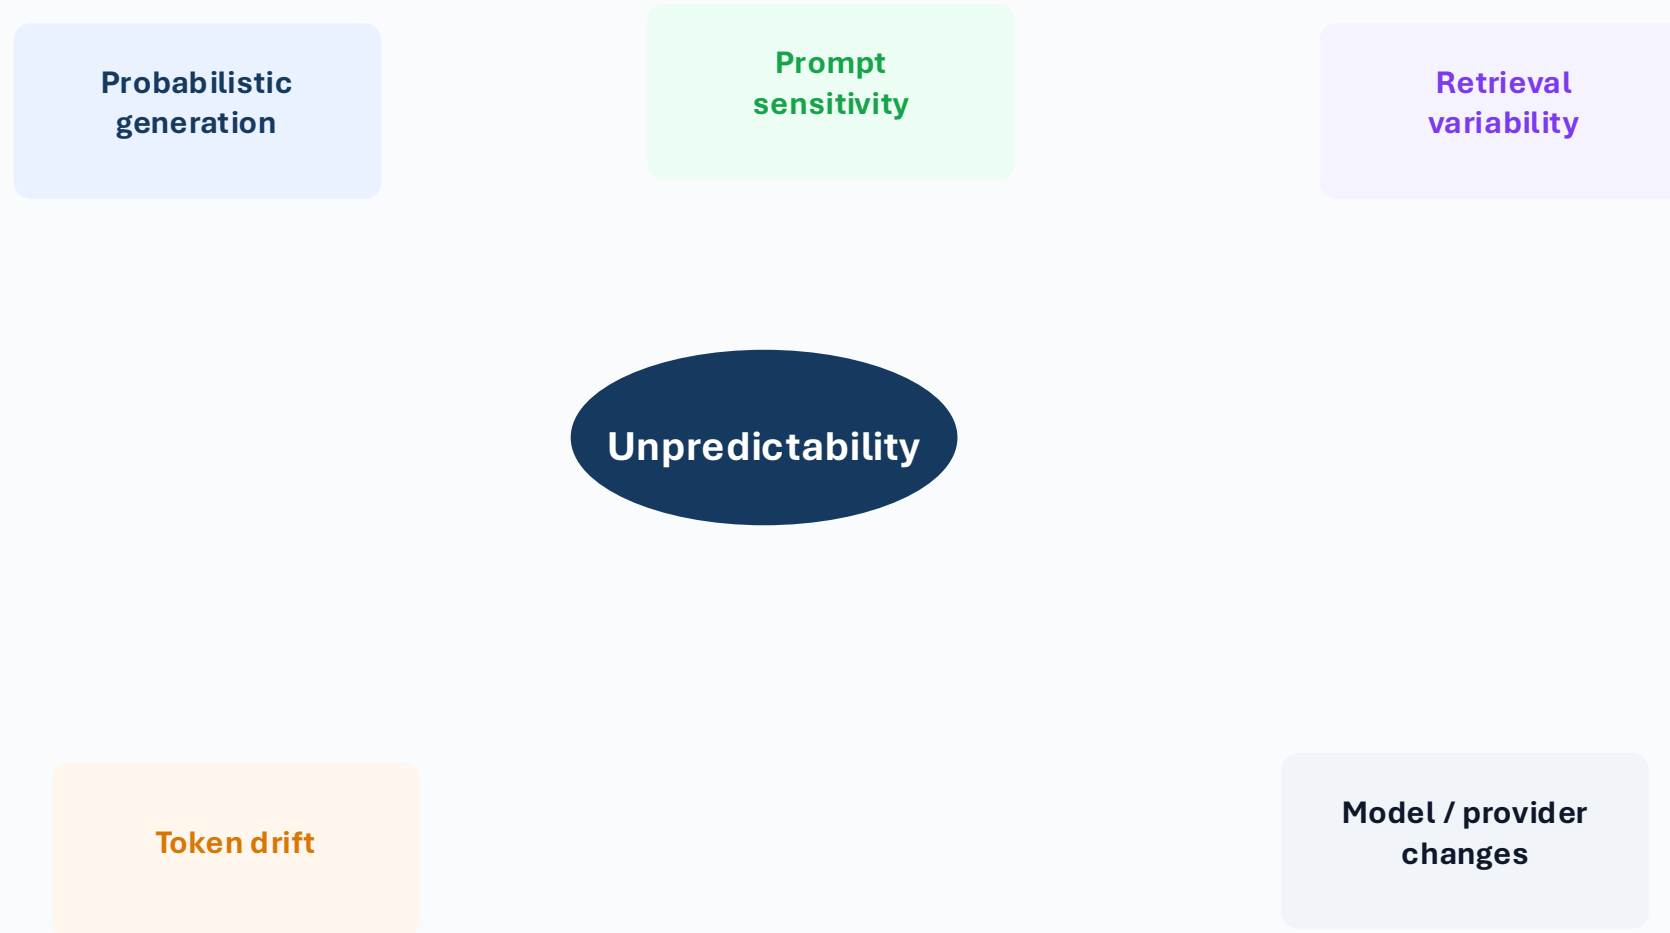 Probabilistic
generation
Prompt
sensitivity
Retrieval
variability
Unpredictability
Token drift
Model / provider
changes